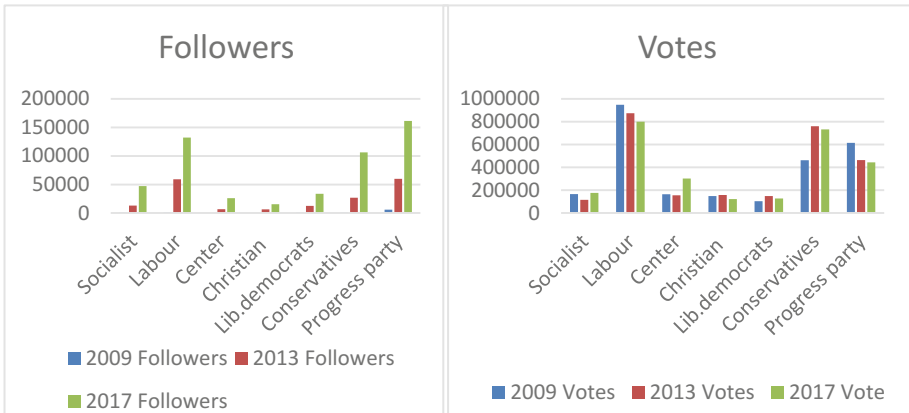 Followers
200000
150000
100000
50000
0
Socialist
Labour
Center
Christian
Lib.democrats
Conservatives
Progress party
2009 Followers
2013 Followers
2017 Followers
Votes
1000000
800000
600000
400000
200000
0
Socialist
Labour
Center
Christian
Lib.democrats
Conservatives
Progress party
2009 Votes
2013 Votes
2017 Vote